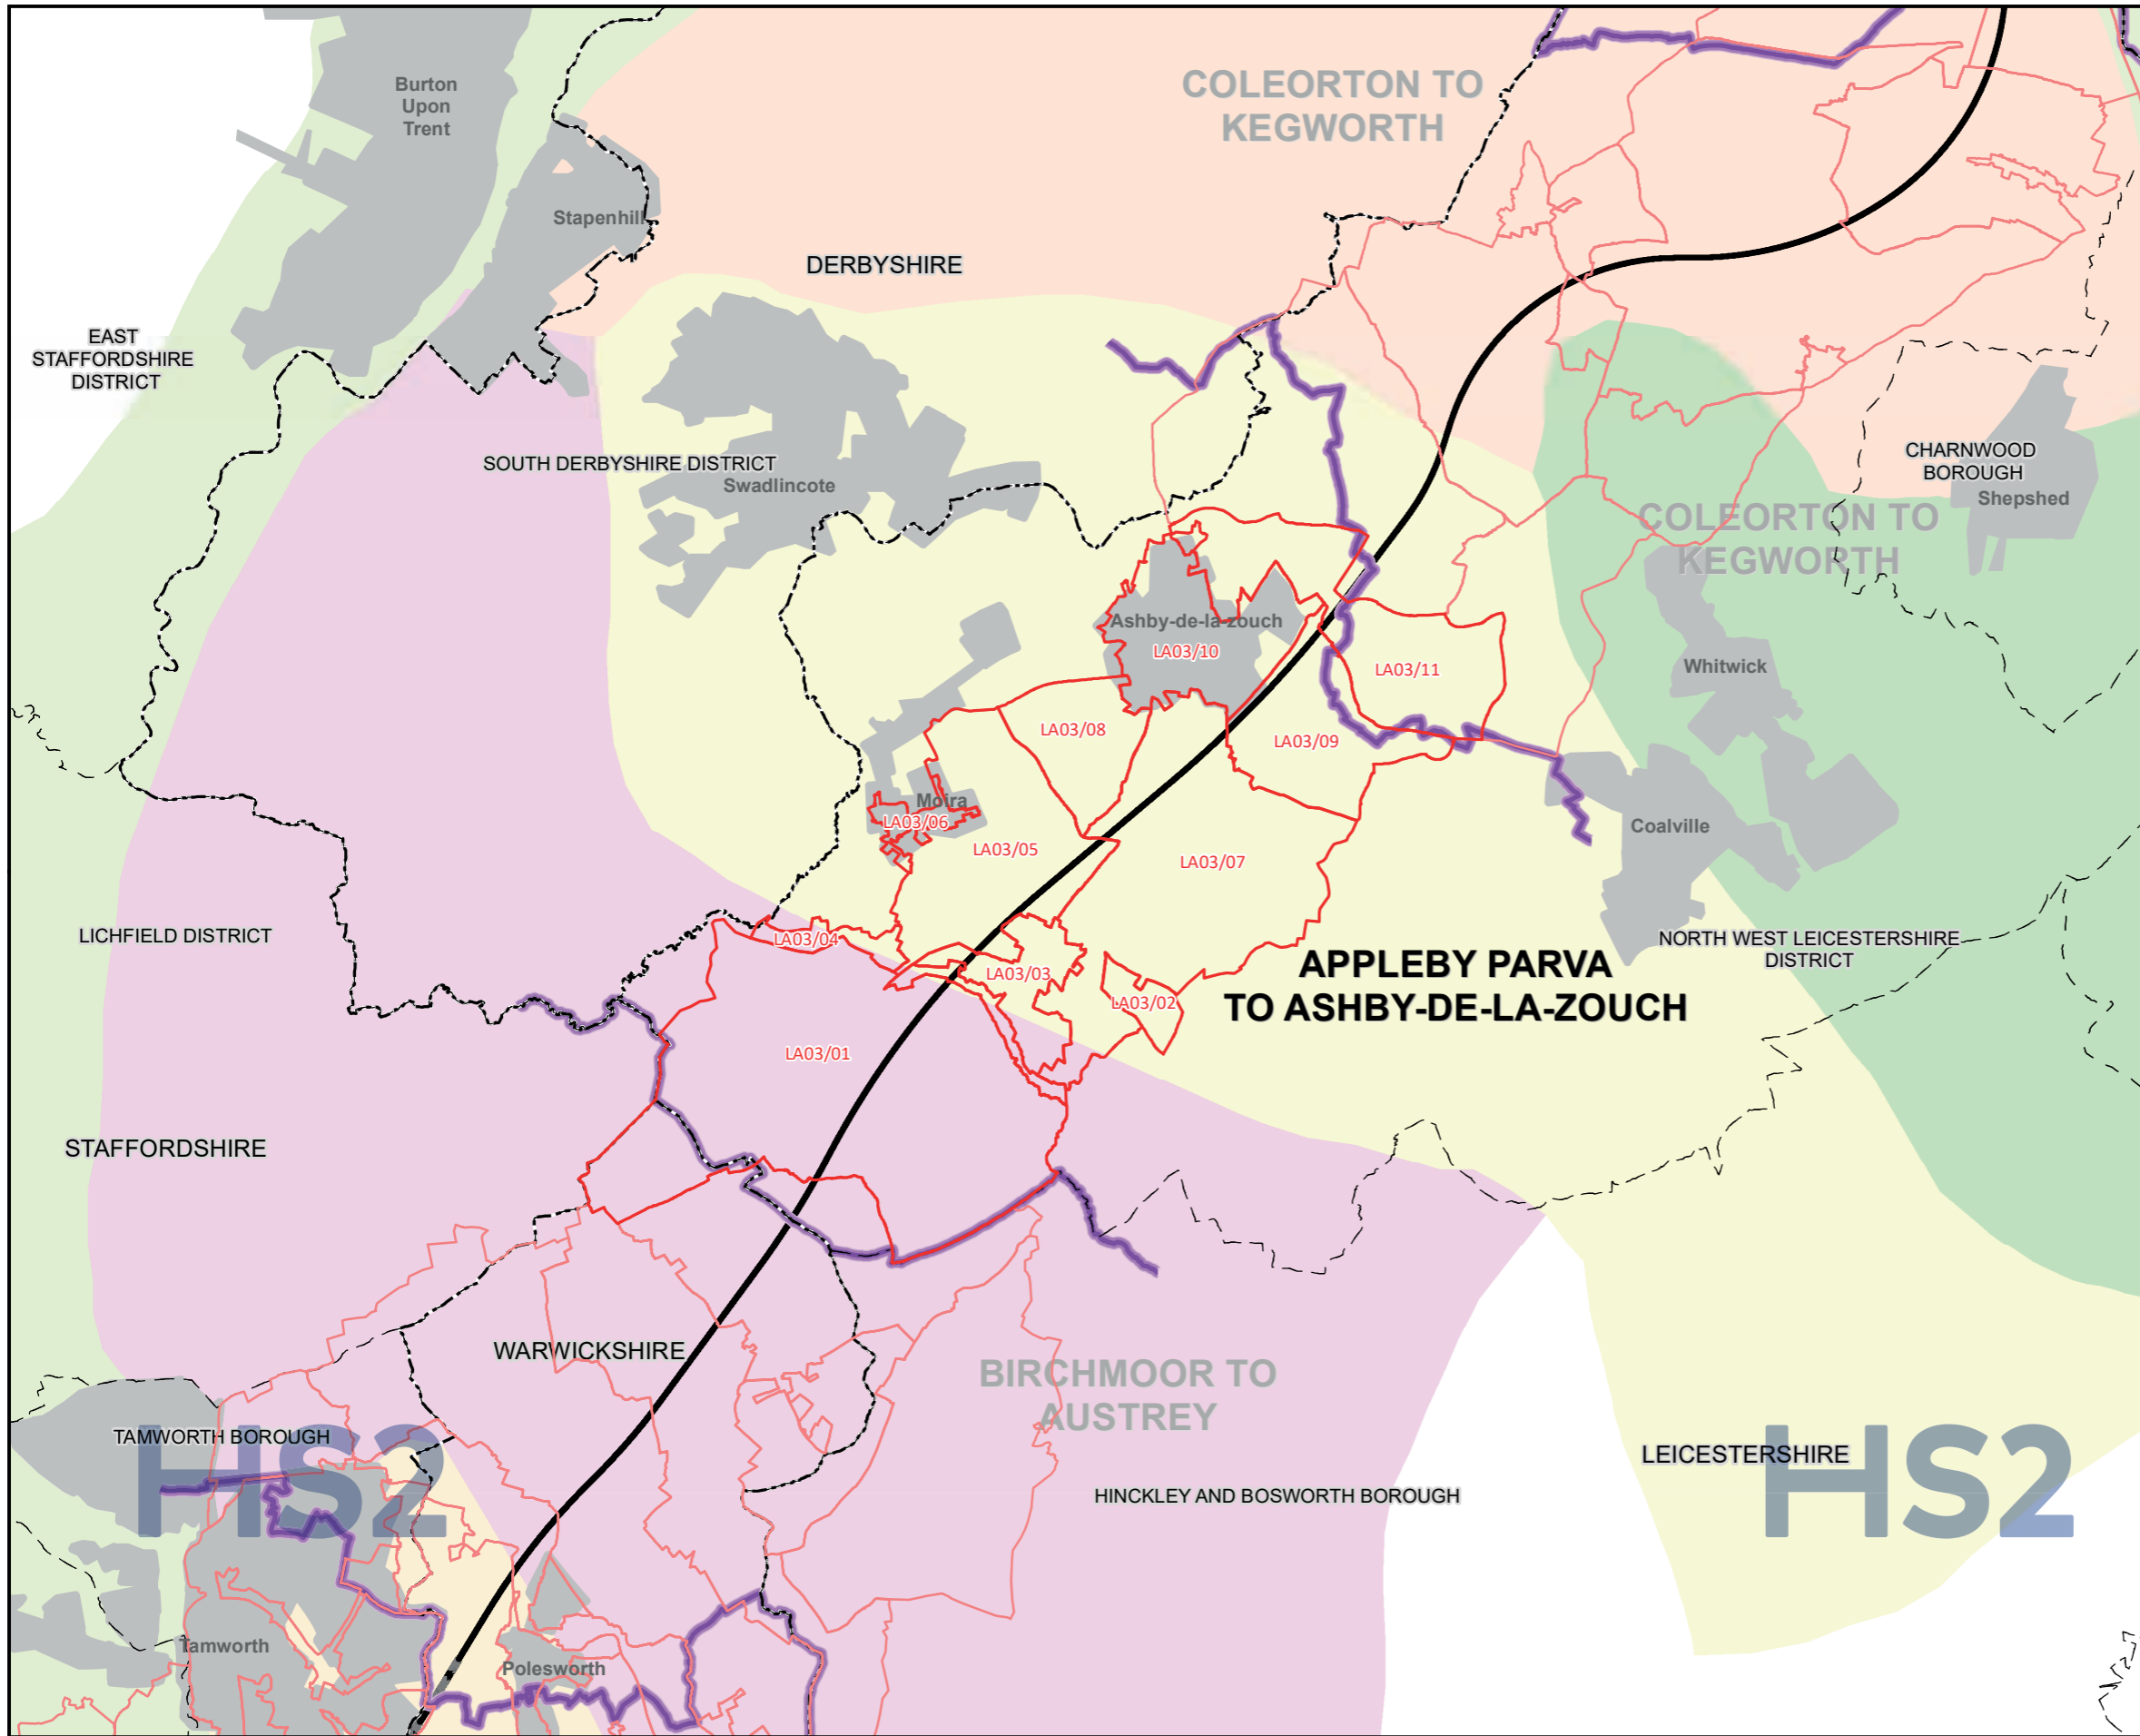 Burton
Upon
Trent
COLEORTON TO
KEGWORTH
Stapenhill
DERBYSHIRE
EAST
STAFFORDSHIRE
DISTRICT
SOUTH DERBYSHIRE DISTRICT
Swadlincote
CHARNWOOD
BOROUGH
Shepshed
COLEORTON TO
KEGWORTH
Ashby-de-la-zouch
LA03/10
LA03/11
Whitwick
LA03/08
LA03/09
Moira
LA03/06
LA03/05
LA03/07
Coalville
LICHFIELD DISTRICT
LA03/04
NORTH WEST LEICESTERSHIRE
DISTRICT
APPLEBY PARVA
TO ASHBY-DE-LA-ZOUCH
LA03/03
LA03/02
LA03/01
STAFFORDSHIRE
WARWICKSHIRE
BIRCHMOOR TO
AUSTREY
TAMWORTH BOROUGH
HS2
LEICESTERSHIRE
HS2
HINCKLEY AND BOSWORTH BOROUGH
Tamworth
Polesworth